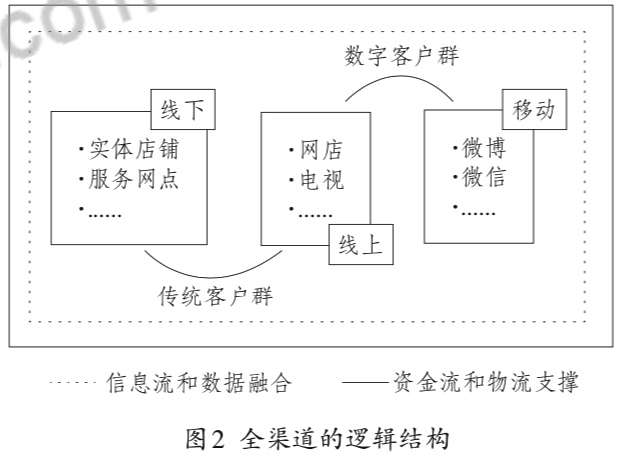 com
数字客户群
线下
移动
·实体店铺
·服务网点
·……
·网店
·电视
·……
·微博
·微信
·……
线上
传统客户群
信息流和数据融合
资金流和物流支撑
图2 全渠道的逻辑结构